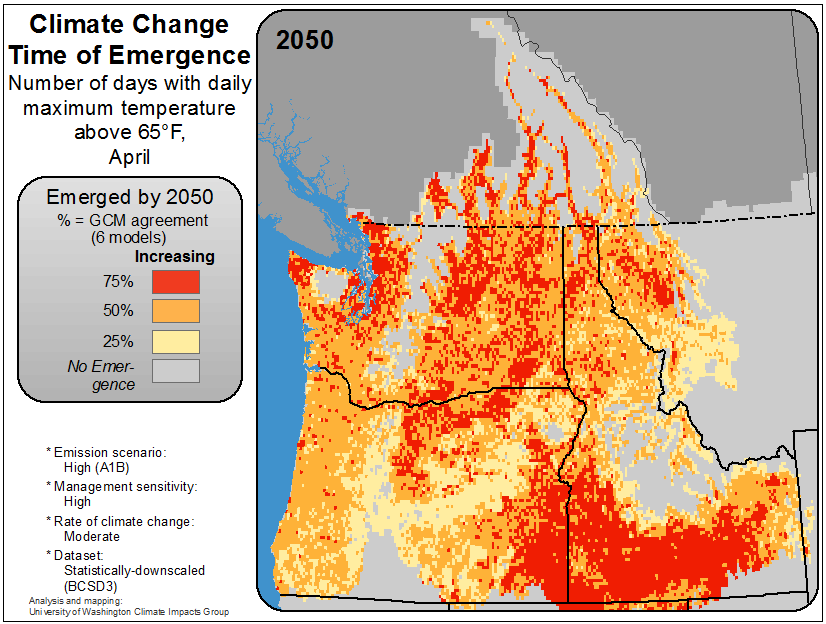 Climate Change
Time of Emergence
Number of days with daily
maximum temperature
above 65°F,
April
2050
Emerged by 2050
% = GCM agreement
(6 models)
Increasing
75%
50%
25%
No Emer-
gence
* Emission scenario:
High (A1B)
* Management sensitivity:
High
* Rate of climate change:
Moderate
* Dataset:
Statistically-downscaled
(BCSD3)
Analysis and mapping:
University of Washington Climate Impacts Group